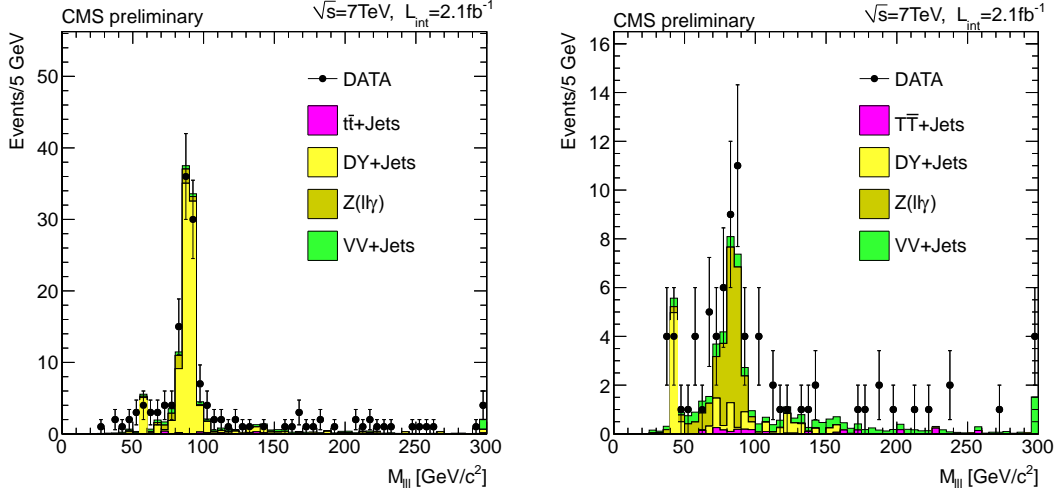 CMS preliminary
√s=7TeV, L_int=2.1fb⁻¹
Events/5 GeV
50
40
30
20
10
0
DATA
tt̄+Jets
DY+Jets
Z(llγ)
VV+Jets
0 50 100 150 200 250 300
M_lll [GeV/c²]
CMS preliminary
√s=7TeV, L_int=2.1fb⁻¹
Events/5 GeV
16
14
12
10
8
6
4
2
0
DATA
TT̄+Jets
DY+Jets
Z(llγ)
VV+Jets
0 50 100 150 200 250 300
M_lll [GeV/c²]